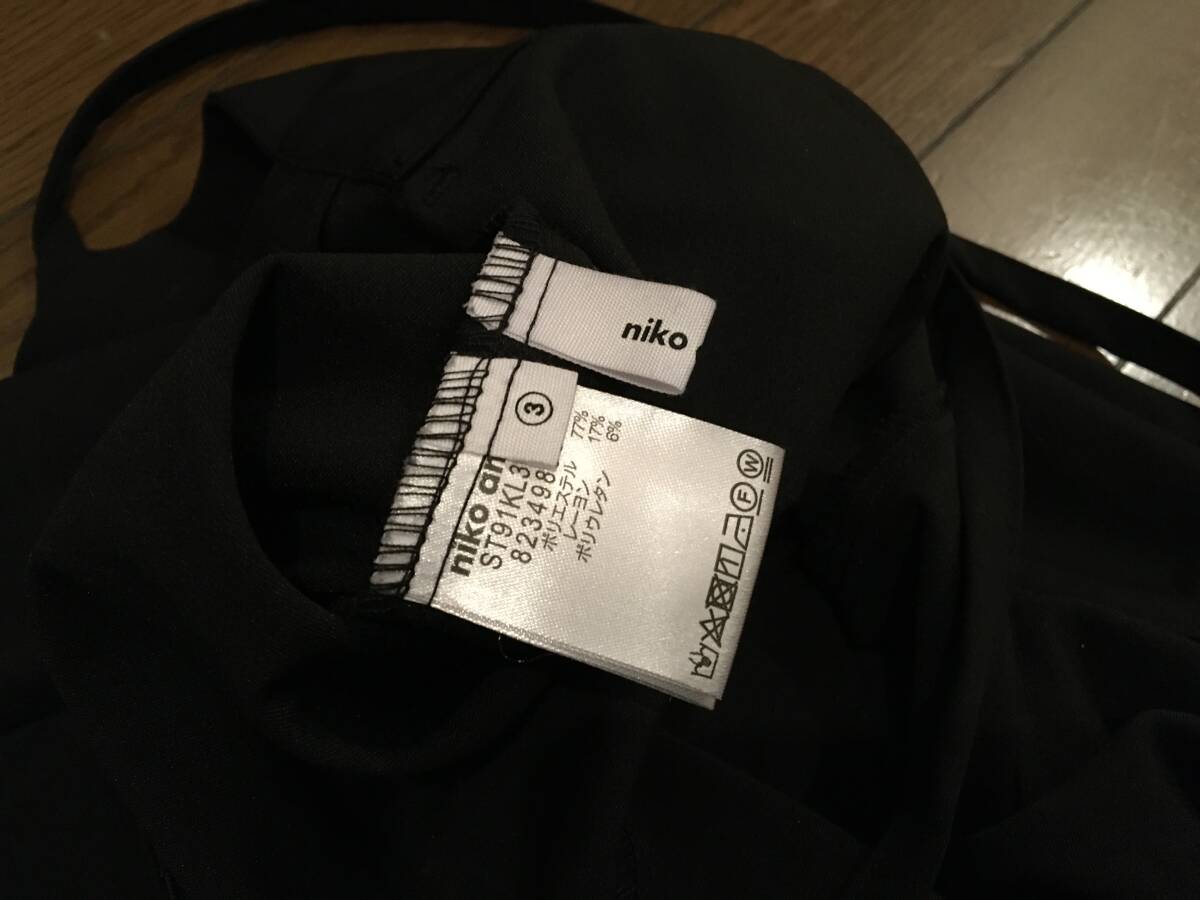 niko
3
niko an
ST91KL3
823498
ポリエステル 77%
レーヨン 17%
ポリウレタン 6%
F
W